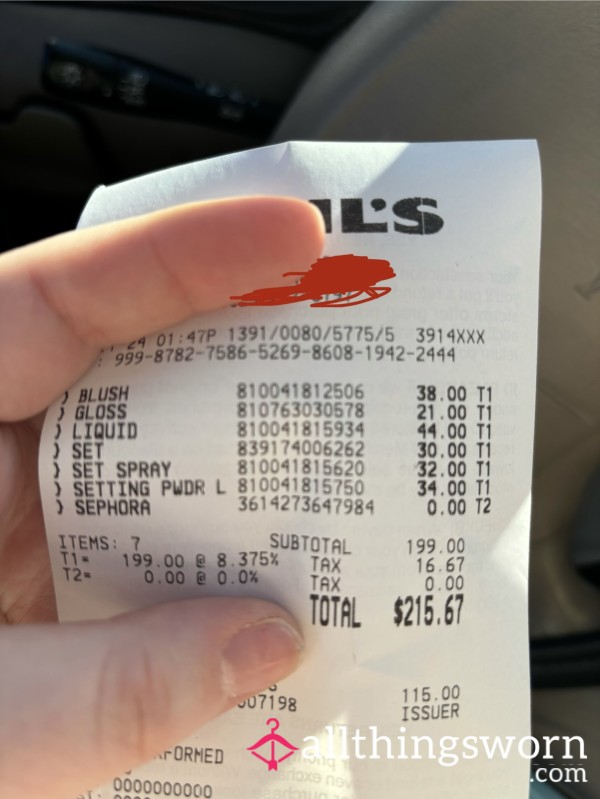 L'S
24 01:47P 1391/0080/5775/5 3914XXX
: 999-8782-7586-5269-8608-1942-2444
) BLUSH 810041812506 38.00 T1
) GLOSS 810763030578 21.00 T1
) LIQUID 810041815934 44.00 T1
) SET 839174006262 30.00 T1
) SET SPRAY 810041815620 32.00 T1
) SETTING PWDR L 810041815750 34.00 T1
) SEPHORA 3614273647984 0.00 T2
ITEMS: 7 SUBTOTAL 199.00
T1= 199.00 @ 8.375% TAX 16.67
T2= 0.00 @ 0.0% TAX 0.00
TOTAL $215.67
115.00
07198 ISSUER
RFORMED
allthingsworn
.com
0000000000